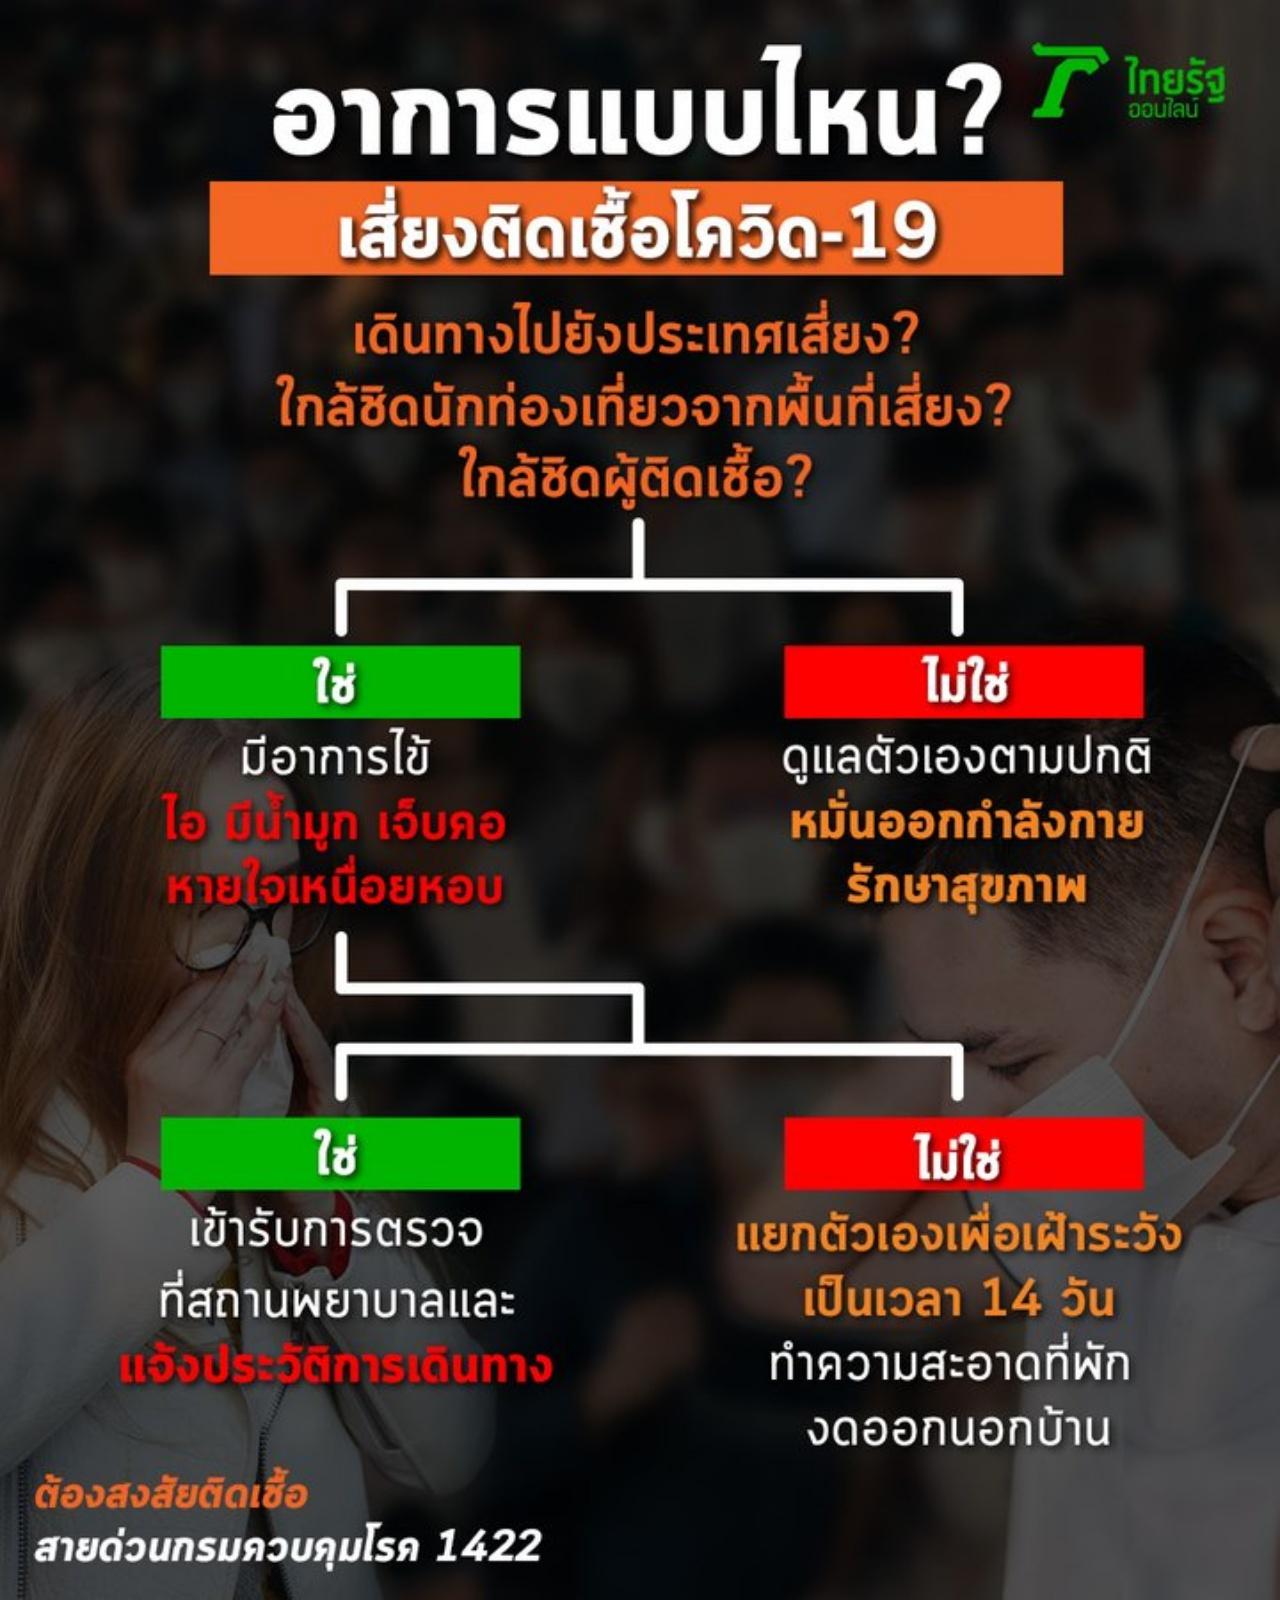 อาการแบบไหน?
ไทยรัฐ
ออนไลน์
เสี่ยงติดเชื้อโควิด-19
เดินทางไปยังประเทศเสี่ยง?
ใกล้ชิดนักท่องเที่ยวจากพื้นที่เสี่ยง?
ใกล้ชิดผู้ติดเชื้อ?
ใช่
มีอาการไข้
ไอ มีน้ำมูก เจ็บคอ
หายใจเหนื่อยหอบ
ไม่ใช่
ดูแลตัวเองตามปกติ
หมั่นออกกำลังกาย
รักษาสุขภาพ
ใช่
เข้ารับการตรวจ
ที่สถานพยาบาลและ
แจ้งประวัติการเดินทาง
ไม่ใช่
แยกตัวเองเพื่อเฝ้าระวัง
เป็นเวลา 14 วัน
ทำความสะอาดที่พัก
งดออกนอกบ้าน
ต้องสงสัยติดเชื้อ
สายด่วนกรมควบคุมโรค 1422